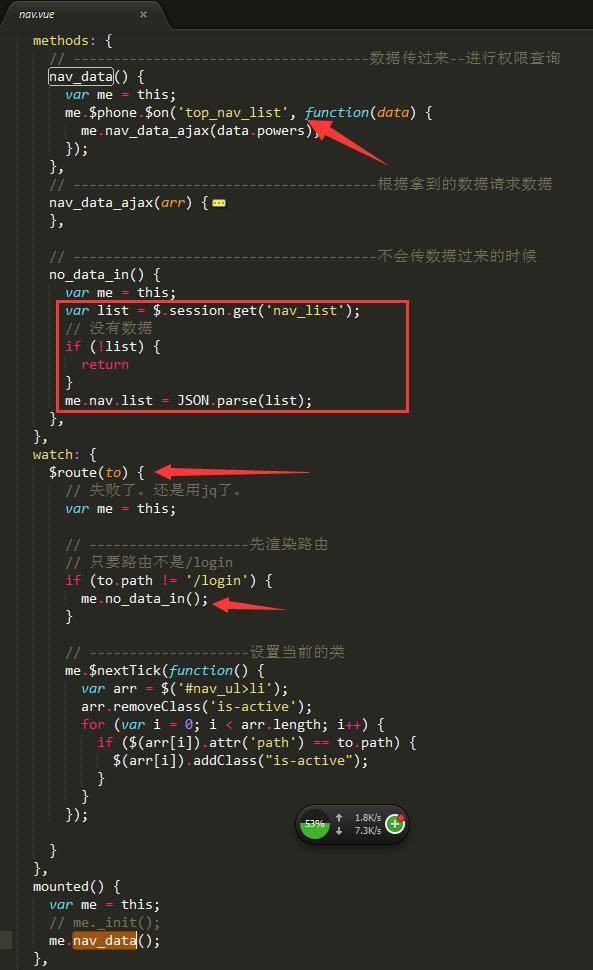 nav.vue ×
methods: {
// -------------------------------------数据传过来--进行权限查询
nav_data() {
var me = this;
me.$phone.$on('top_nav_list', function(data) {
me.nav_data_ajax(data.powers);
});
},
// --------------------------------------根据拿到的数据请求数据
nav_data_ajax(arr) {
},
// --------------------------------------不会传数据过来的时候
no_data_in() {
var me = this;
var list = $.session.get('nav_list');
// 没有数据
if (!list) {
return
}
me.nav.list = JSON.parse(list);
},
},
watch: {
$route(to) {
// 失败了。还是用jq了。
var me = this;
// --------------------先渲染路由
// 只要路由不是/login
if (to.path != '/login') {
me.no_data_in();
}
// --------------------设置当前的类
me.$nextTick(function() {
var arr = $('#nav_ul>li');
arr.removeClass('is-active');
for (var i = 0; i < arr.length; i++) {
if ($(arr[i]).attr('path') == to.path) {
$(arr[i]).addClass("is-active");
}
}
});
53% ↑ 1.8K/s
↓ 7.3K/s
}
},
mounted() {
var me = this;
// me._init();
me.nav_data();
},